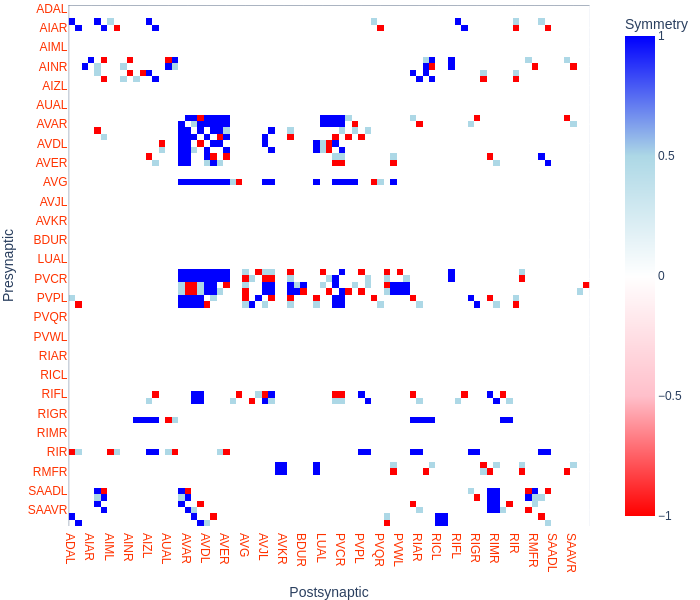 Symmetry
1
0.5
0
−0.5
−1
Presynaptic
ADAL
AIAR
AIML
AINR
AIZL
AUAL
AVAR
AVDL
AVER
AVG
AVJL
AVKR
BDUR
LUAL
PVCR
PVPL
PVQR
PVWL
RIAR
RICL
RIFL
RIGR
RIMR
RIR
RMFR
SAADL
SAAVR
ADAL
AIAR
AIML
AINR
AIZL
AUAL
AVAR
AVDL
AVER
AVG
AVJL
AVKR
BDUR
LUAL
PVCR
PVPL
PVQR
PVWL
RIAR
RICL
RIFL
RIGR
RIMR
RIR
RMFR
SAADL
SAAVR
Postsynaptic